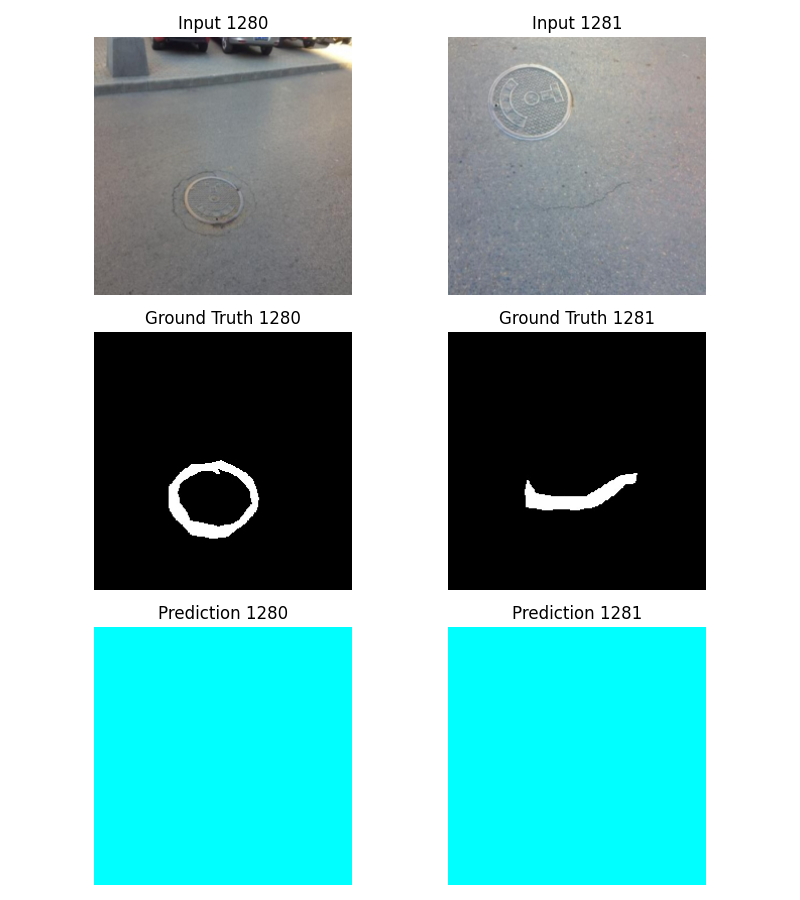 Input 1280
Input 1281
Ground Truth 1280
Ground Truth 1281
Prediction 1280
Prediction 1281